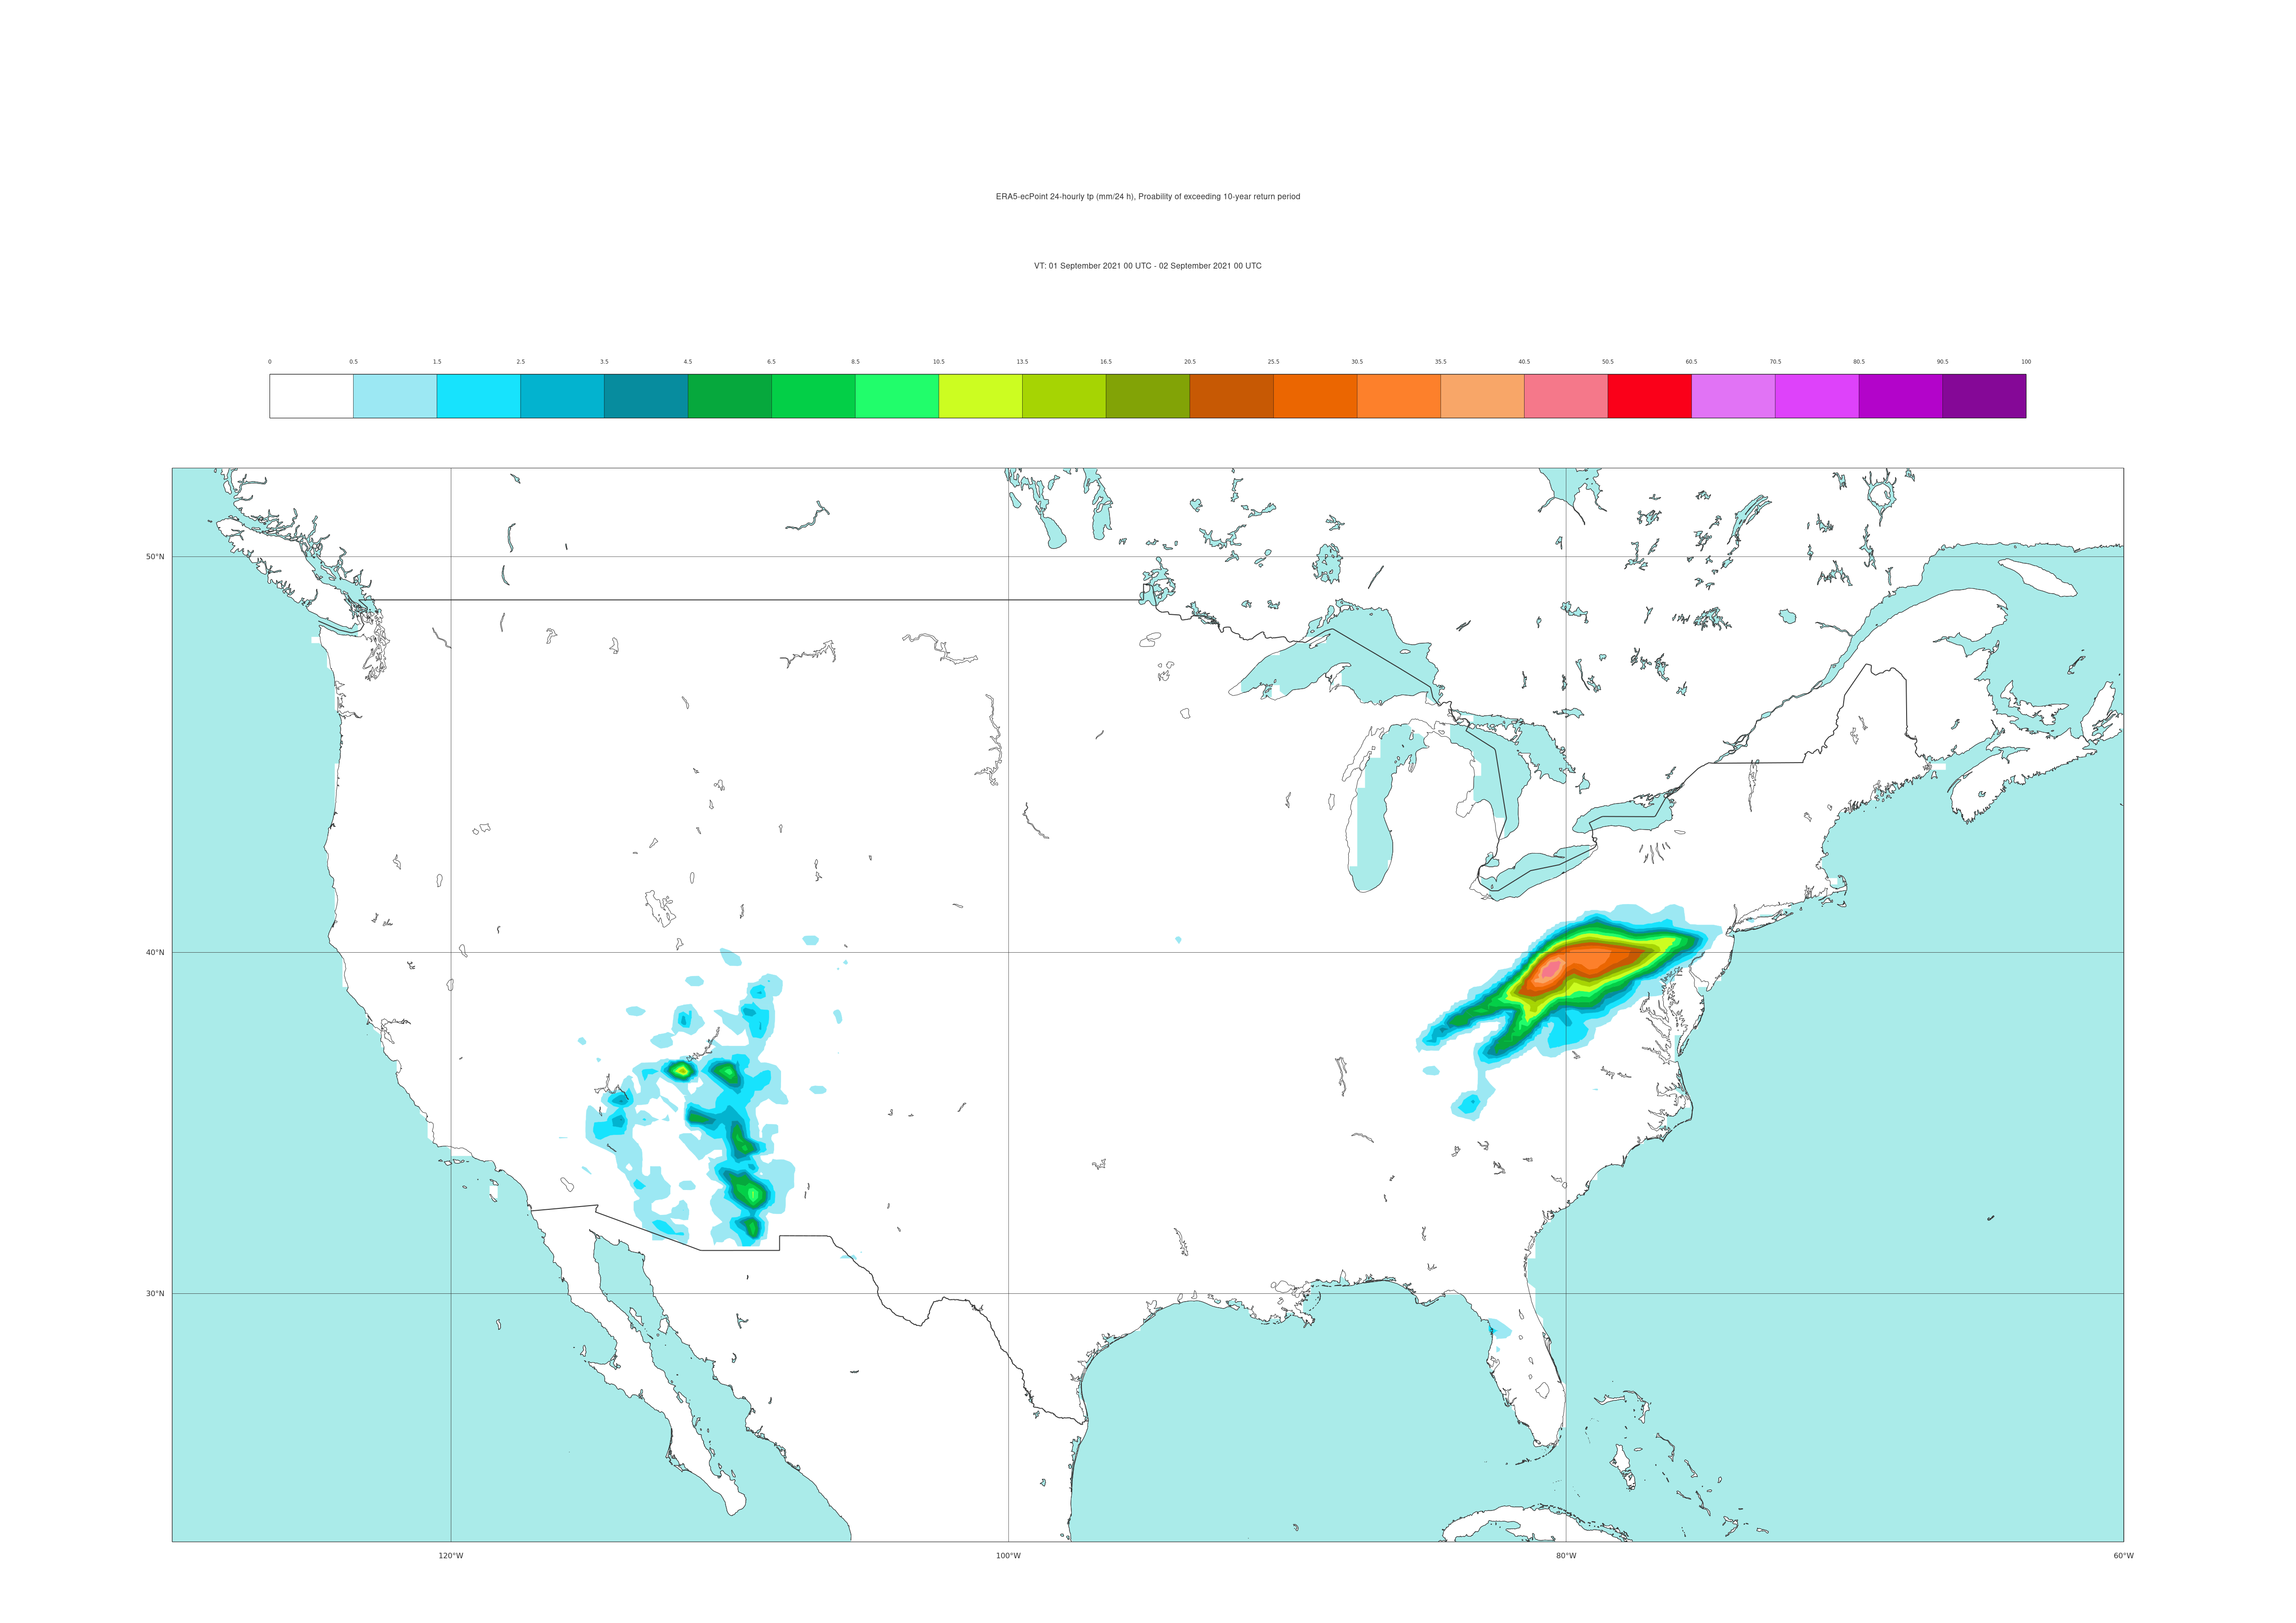 ERA5-ecPoint 24-hourly tp (mm/24 h), Proability of exceeding 10-year return period
VT: 01 September 2021 00 UTC - 02 September 2021 00 UTC
0 0.5 1.5 2.5 3.5 4.5 6.5 8.5 10.5 13.5 16.5 20.5 25.5 30.5 35.5 40.5 50.5 60.5 70.5 80.5 90.5 100
50°N
40°N
30°N
120°W 100°W 80°W 60°W